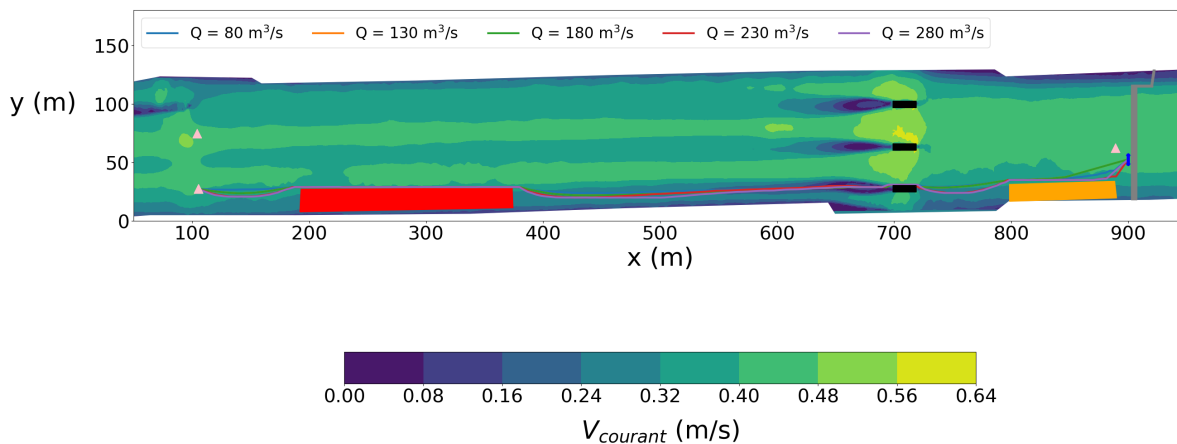 Q = 80 m³/s Q = 130 m³/s Q = 180 m³/s Q = 230 m³/s Q = 280 m³/s
150
100
50
0
y (m)
100 200 300 400 500 600 700 800 900
x (m)
0.00 0.08 0.16 0.24 0.32 0.40 0.48 0.56 0.64
V_courant (m/s)